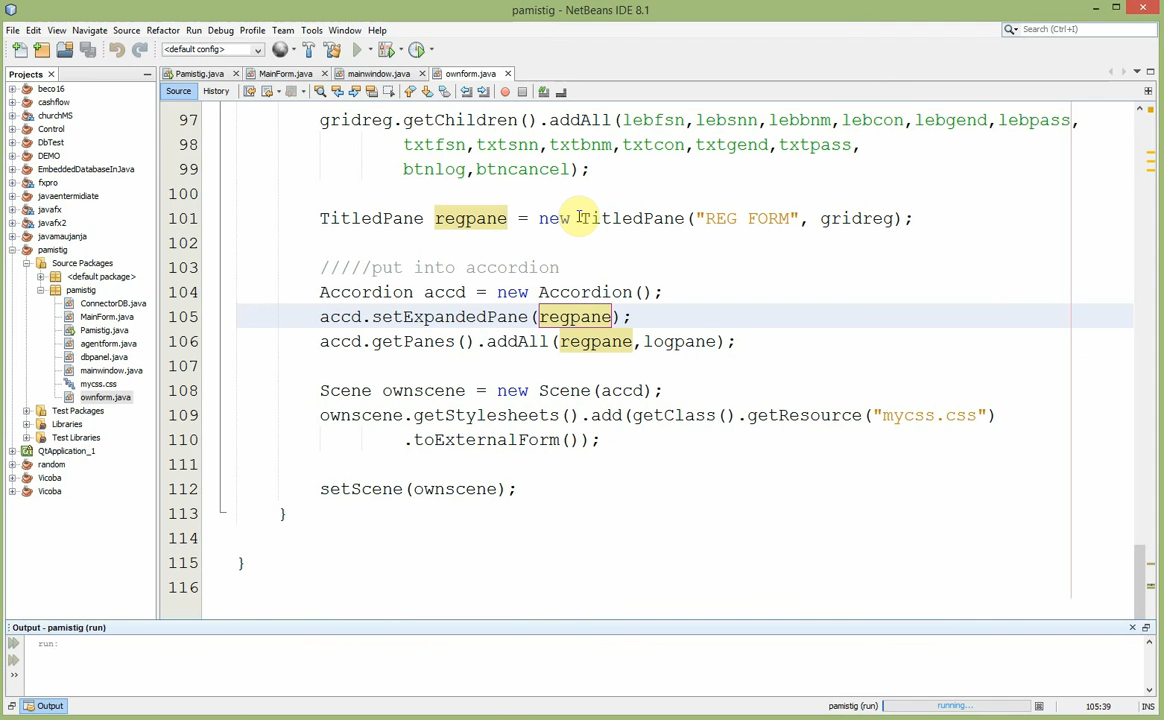 pamistig - NetBeans IDE 8.1
File Edit View Navigate Source Refactor Run Debug Profile Team Tools Window Help
Search (Ctrl+I)
<default config>
Projects
Pamistig.java MainForm.java mainwindow.java ownform.java
Source History
beco16
cashflow
churchMS
Control
DbTest
DEMO
EmbeddedDatabaseInJava
fxpro
javaentermidiate
javafx
javafx2
javamaujanja
pamistig
Source Packages
<default package>
pamistig
ConnectorDB.java
MainForm.java
Pamistig.java
agentform.java
dbpanel.java
mainwindow.java
mycss.css
ownform.java
Test Packages
Libraries
Test Libraries
QtApplication_1
random
Vicoba
Vicoba
97 gridreg.getChildren().addAll(lebfsn,lebsnn,lebbnm,lebcon,lebgend,lebpass,
98 txtfsn,txtsnn,txtbnm,txtcon,txtgend,txtpass,
99 btnlog,btncancel);
100
101 TitledPane regpane = new TitledPane("REG FORM", gridreg);
102
103 /////put into accordion
104 Accordion accd = new Accordion();
105 accd.setExpandedPane(regpane);
106 accd.getPanes().addAll(regpane,logpane);
107
108 Scene ownscene = new Scene(accd);
109 ownscene.getStylesheets().add(getClass().getResource("mycss.css")
110 .toExternalForm());
111
112 setScene(ownscene);
113 }
114
115 }
116
Output - pamistig (run)
run:
Output
pamistig (run) running... 105:39 INS